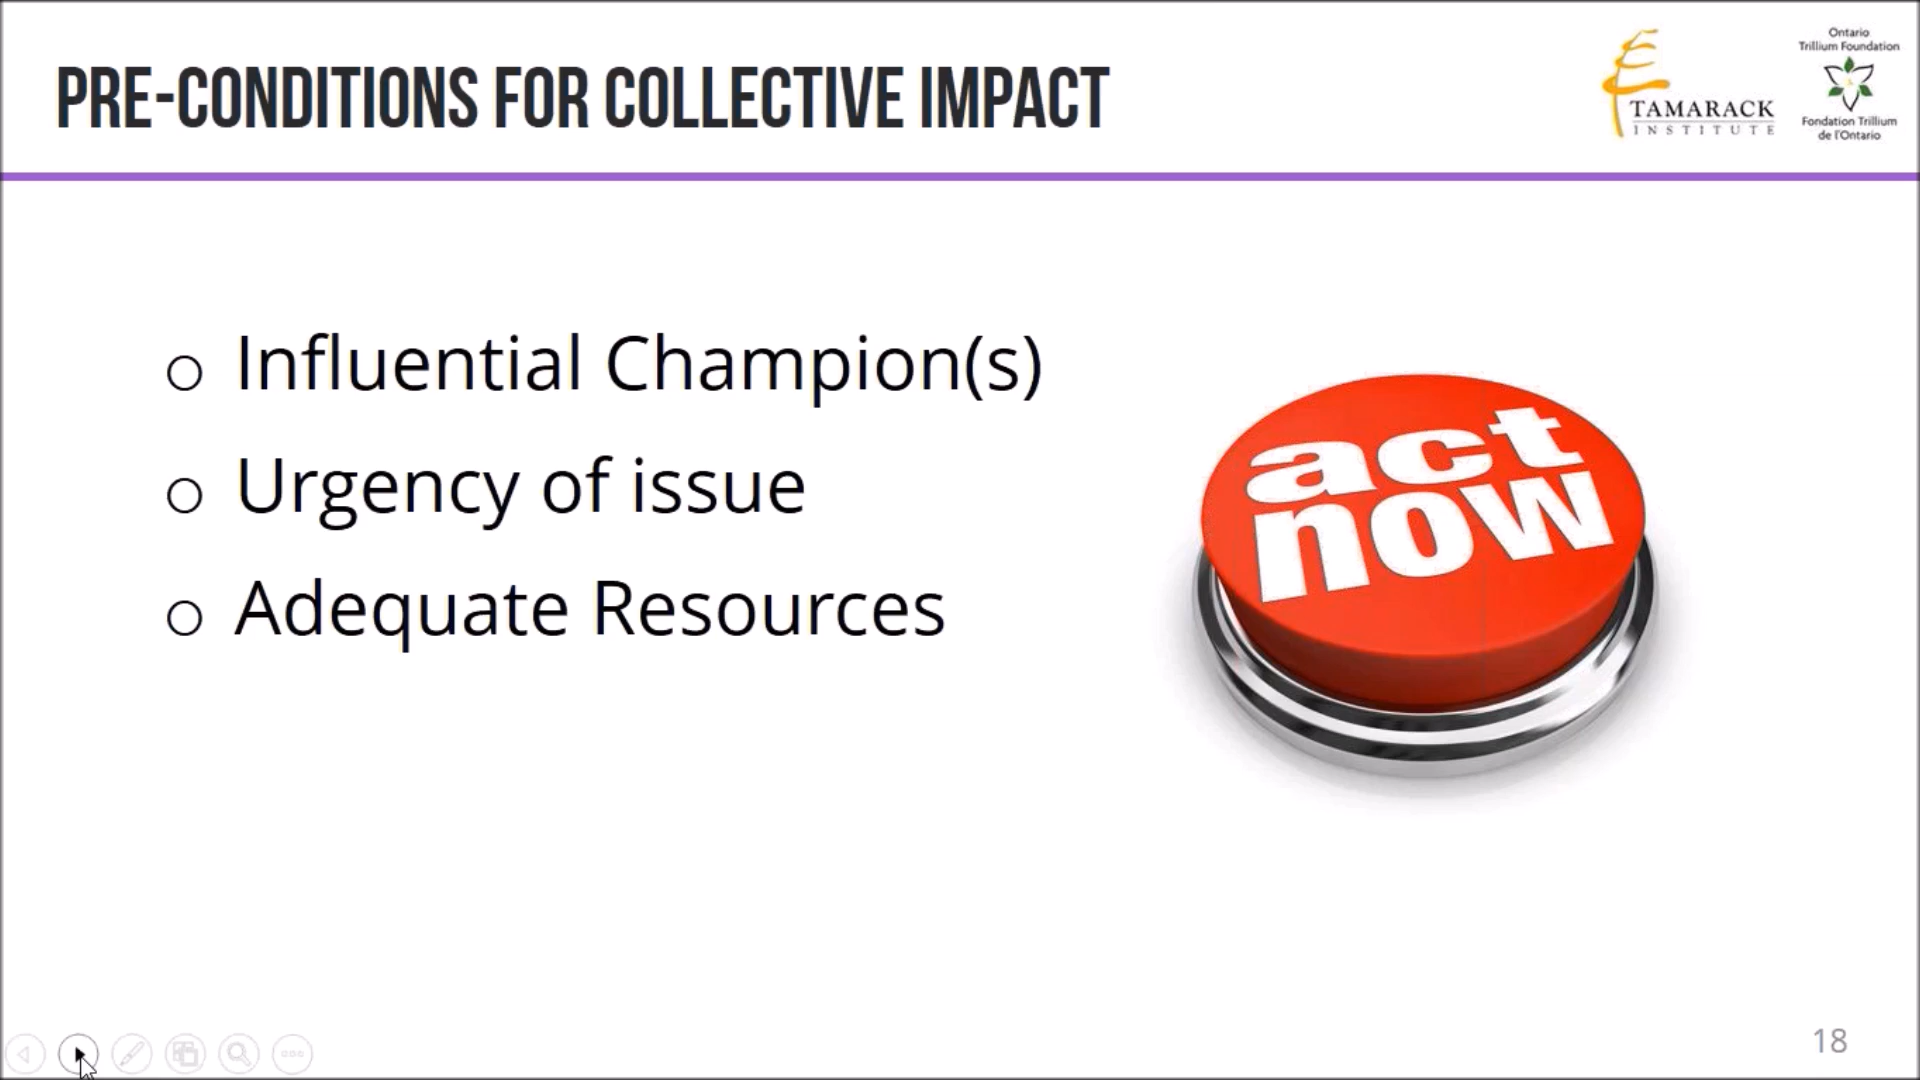 PRE-CONDITIONS FOR COLLECTIVE IMPACT
TAMARACK
INSTITUTE
Ontario
Trillium Foundation
Fondation Trillium
de l'Ontario
○ Influential Champion(s)
○ Urgency of issue
○ Adequate Resources
act
now
18